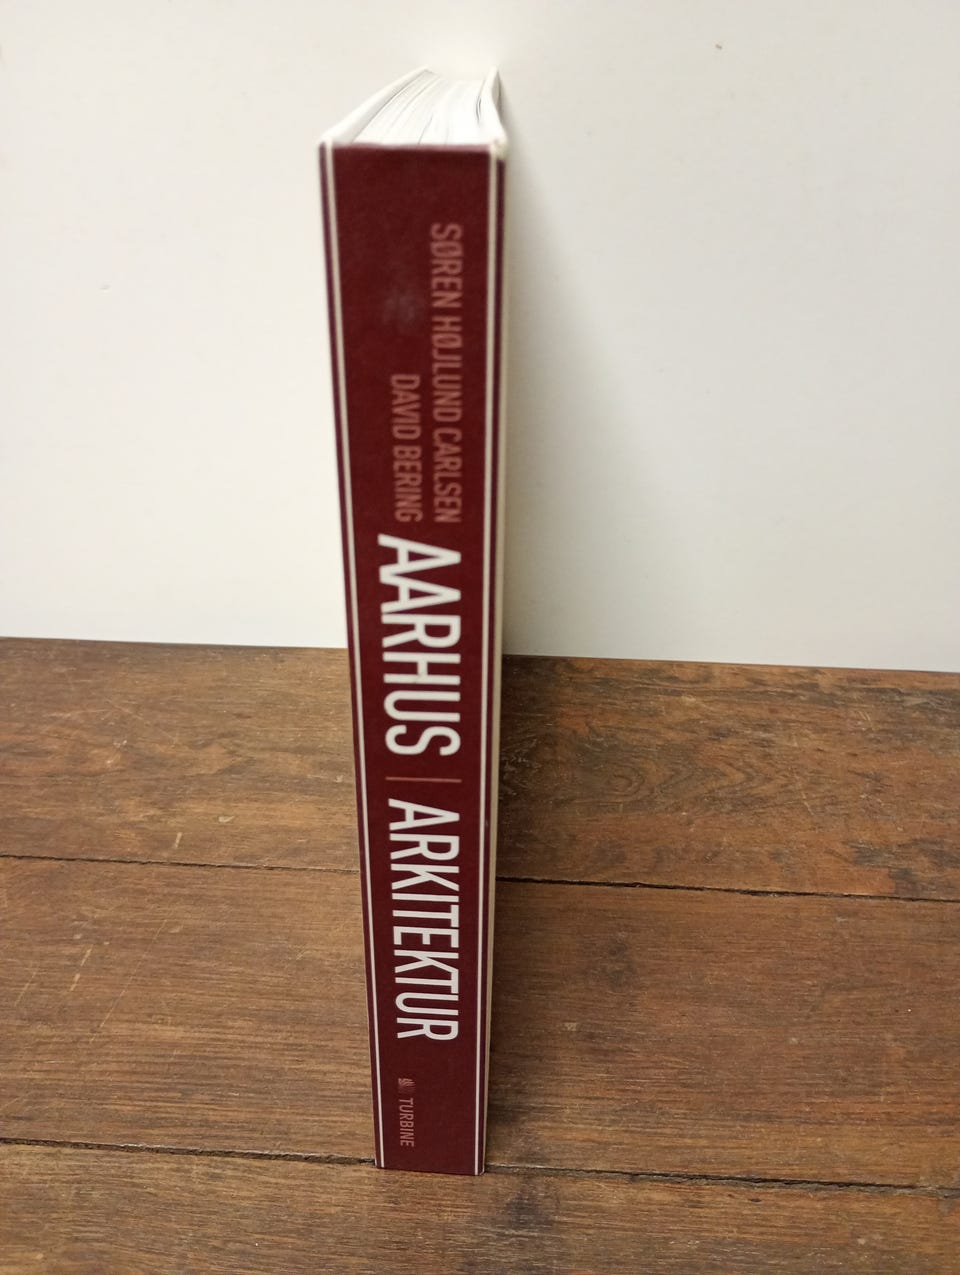 SØREN HØJLUND CARLSEN
DAVID BERING
AARHUS | ARKITEKTUR
TURBINE